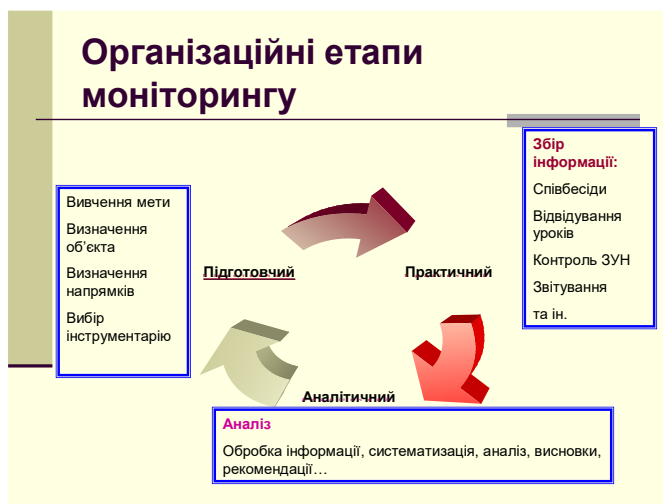 Організаційні етапи
моніторингу
Збір
інформації:
Співбесіди
Відвідування
уроків
Контроль ЗУН
Звітування
та ін.
Вивчення мети
Визначення
об’єкта
Визначення
напрямків
Вибір
інструментарію
Підготовчий
Практичний
Аналітичний
Аналіз
Обробка інформації, систематизація, аналіз, висновки,
рекомендації…